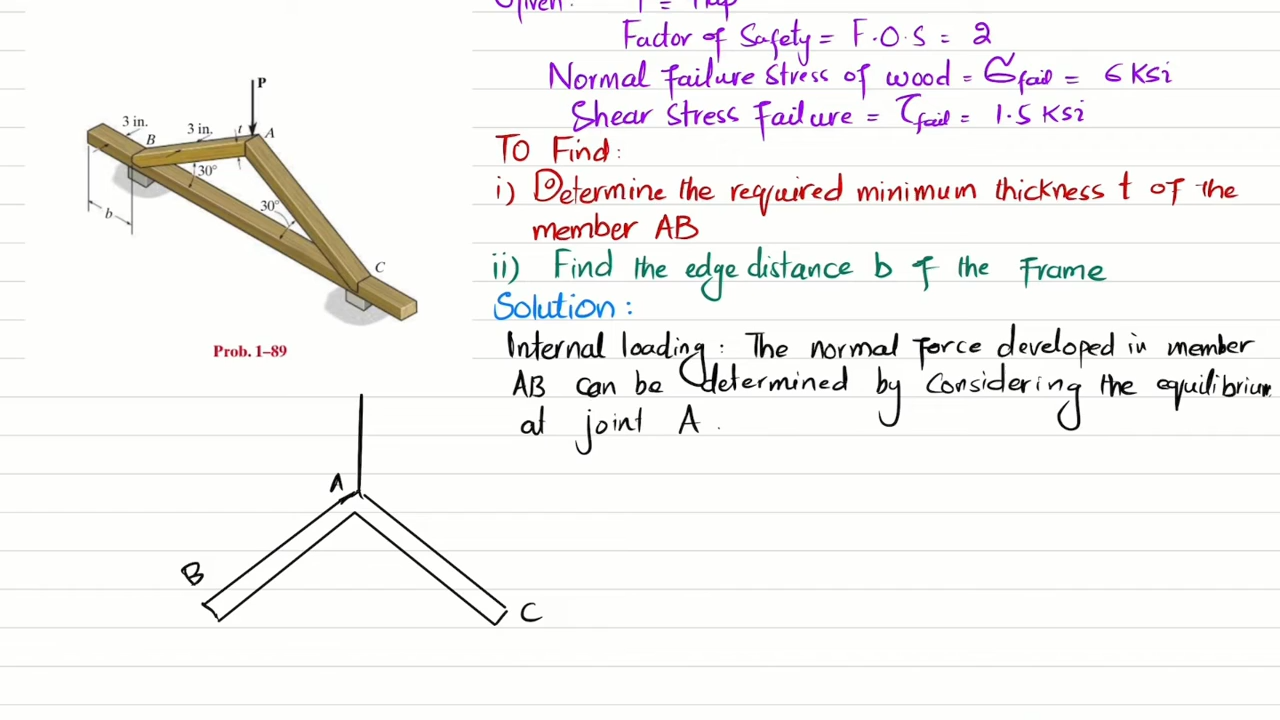 Given:
Factor of Safety = F.O.S = 2
Normal failure stress of wood = σfail = 6 Ksi
Shear Stress Failure = τfail = 1.5 Ksi
To Find:
i) Determine the required minimum thickness t of the
member AB
ii) Find the edge distance b of the Frame
Solution:
Internal loading: The normal force developed in member
AB can be determined by considering the equilibrium
at joint A.
P
3 in.
3 in.
t
A
B
30°
30°
b
C
Prob. 1–89
A
B
C